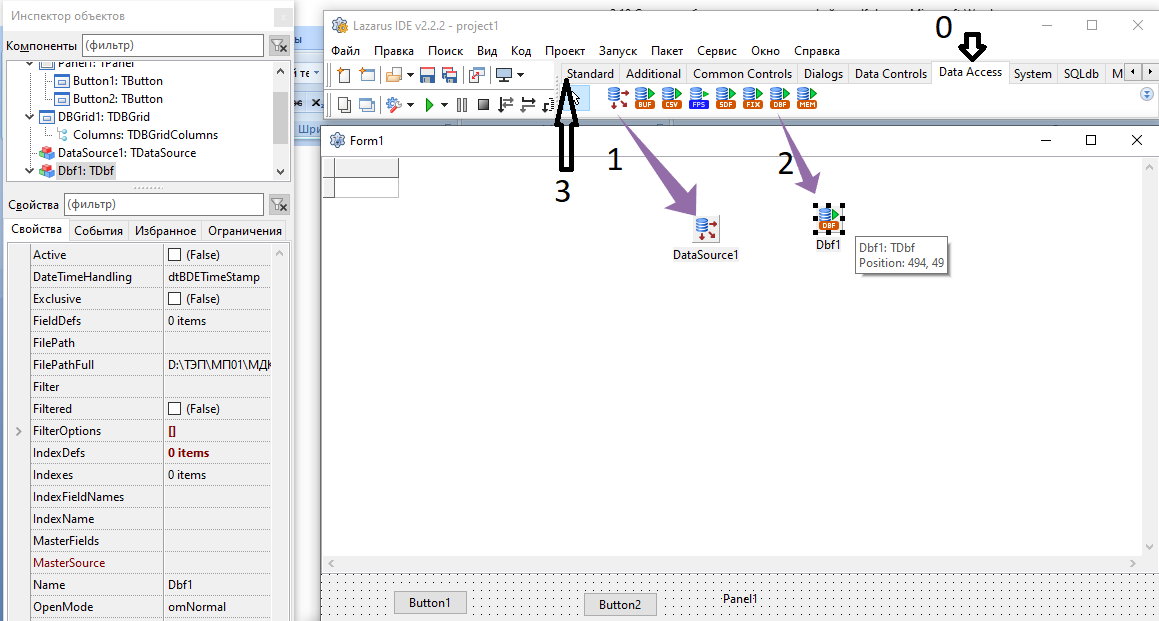 Инспектор объектов
Компоненты (фильтр)
Panel1: TPanel
Button1: TButton
Button2: TButton
DBGrid1: TDBGrid
Columns: TDBGridColumns
DataSource1: TDataSource
Dbf1: TDbf
Свойства (фильтр)
Свойства События Избранное Ограничения
Active (False)
DateTimeHandling dtBDETimeStamp
Exclusive (False)
FieldDefs 0 items
FilePath
FilePathFull D:\ТЭП\МП01\МДК
Filter
Filtered (False)
FilterOptions []
IndexDefs 0 items
Indexes 0 items
IndexFieldNames
IndexName
MasterFields
MasterSource
Name Dbf1
OpenMode omNormal
Lazarus IDE v2.2.2 - project1
Файл Правка Поиск Вид Код Проект Запуск Пакет Сервис Окно Справка
0
Standard Additional Common Controls Dialogs Data Controls Data Access System SQLdb M
BUF CSV FPS SDF FIX DBF MEM
Шри
Form1
1
2
3
DataSource1
DBF
Dbf1
Dbf1: TDbf
Position: 494, 49
Button1
Button2
Panel1